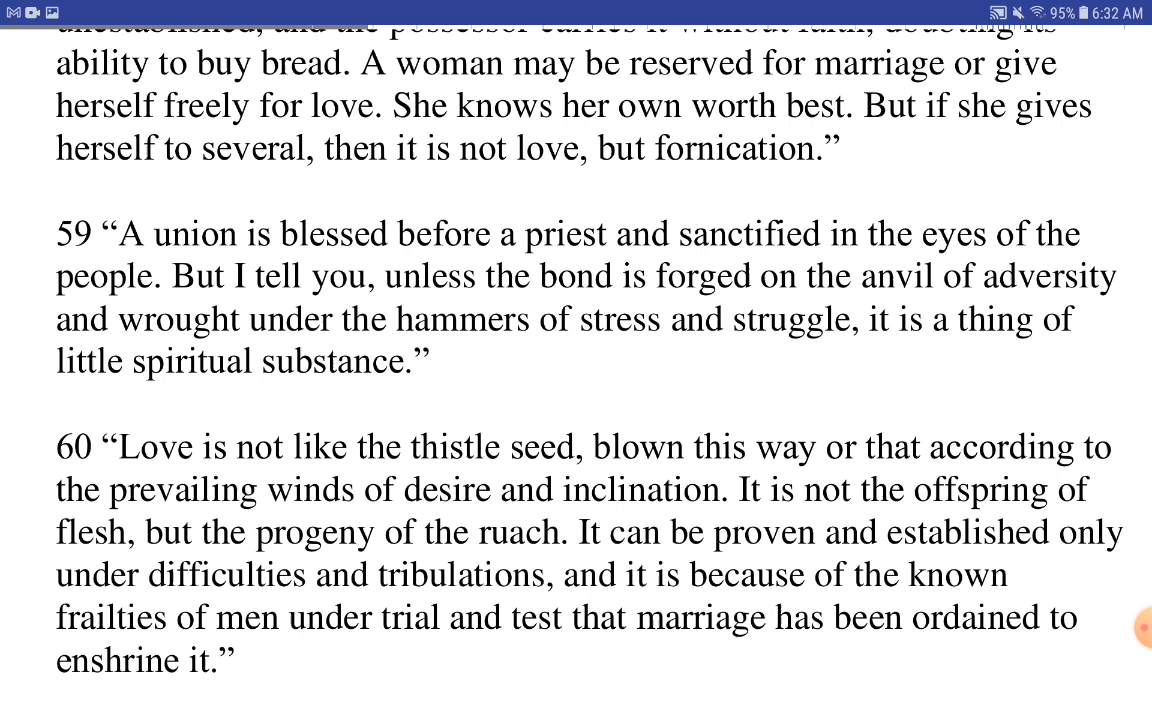 95% 6:32 AM
ability to buy bread. A woman may be reserved for marriage or give
herself freely for love. She knows her own worth best. But if she gives
herself to several, then it is not love, but fornication.”
59 “A union is blessed before a priest and sanctified in the eyes of the
people. But I tell you, unless the bond is forged on the anvil of adversity
and wrought under the hammers of stress and struggle, it is a thing of
little spiritual substance.”
60 “Love is not like the thistle seed, blown this way or that according to
the prevailing winds of desire and inclination. It is not the offspring of
flesh, but the progeny of the ruach. It can be proven and established only
under difficulties and tribulations, and it is because of the known
frailties of men under trial and test that marriage has been ordained to
enshrine it.”